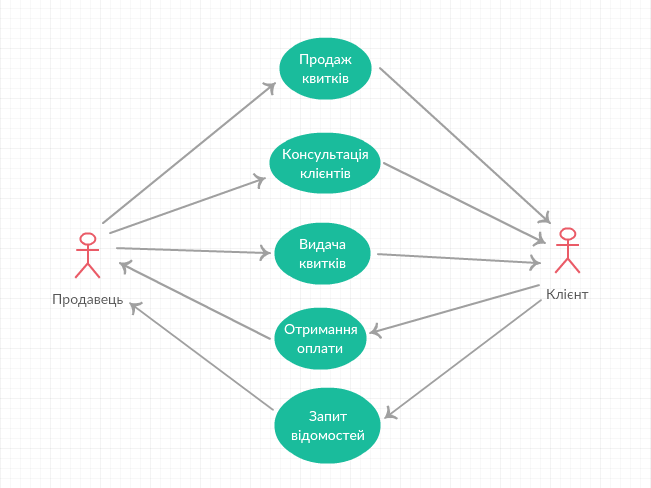 Продаж
квитків
Консультація
клієнтів
Видача
квитків
Продавець
Клієнт
Отримання
оплати
Запит
відомостей